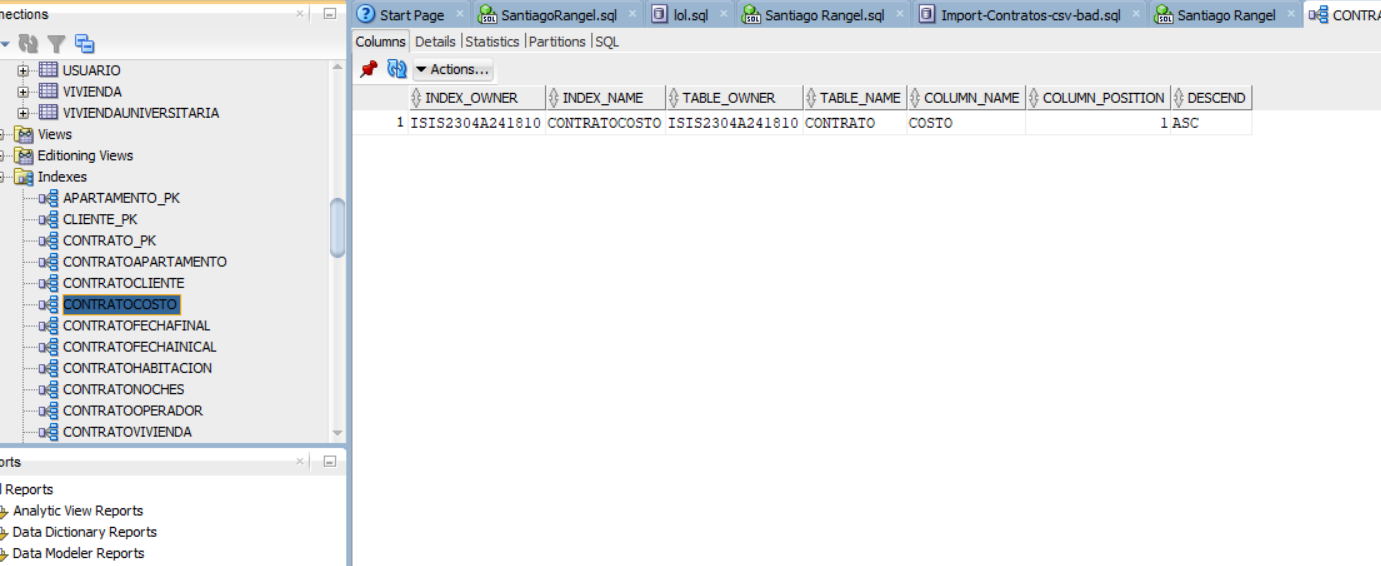 nnections
Start Page
SantiagoRangel.sql
lol.sql
Santiago Rangel.sql
Import-Contratos-csv-bad.sql
Santiago Rangel
CONTRA
Columns Details Statistics Partitions SQL
Actions...
INDEX_OWNER INDEX_NAME TABLE_OWNER TABLE_NAME COLUMN_NAME COLUMN_POSITION DESCEND
1 ISIS2304A241810 CONTRATOCOSTO ISIS2304A241810 CONTRATO COSTO 1 ASC
USUARIO
VIVIENDA
VIVIENDAUNIVERSITARIA
Views
Editioning Views
Indexes
APARTAMENTO_PK
CLIENTE_PK
CONTRATO_PK
CONTRATOAPARTAMENTO
CONTRATOCLIENTE
CONTRATOCOSTO
CONTRATOFECHAFINAL
CONTRATOFECHAINICAL
CONTRATOHABITACION
CONTRATONOCHES
CONTRATOOPERADOR
CONTRATOVIVIENDA
orts
Reports
Analytic View Reports
Data Dictionary Reports
Data Modeler Reports